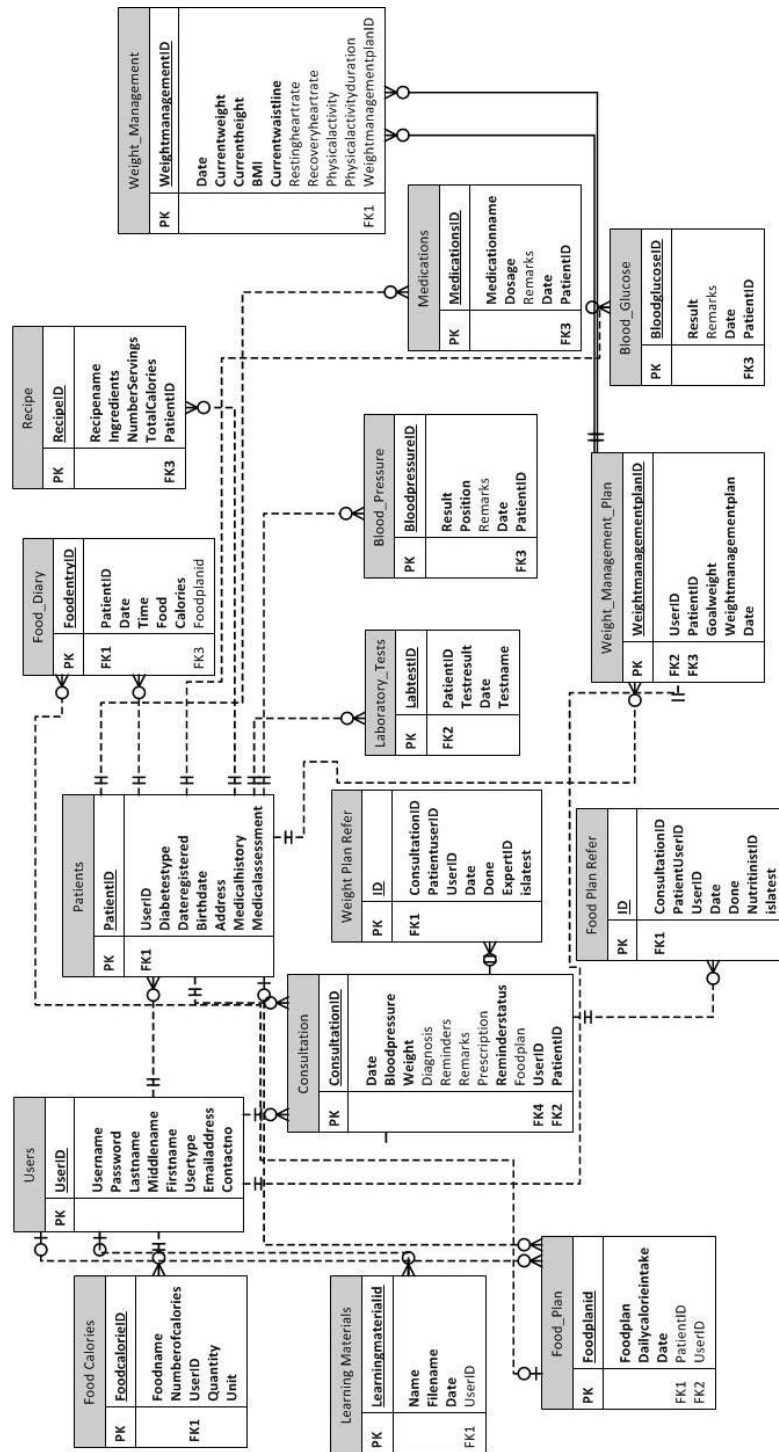 Food Calories
PK FoodcalorieID
Foodname
Numberofcalories
FK1 UserID
Quantity
Unit
Users
PK UserID
Username
Password
Lastname
Middlename
Firstname
Usertype
Emailaddress
Contactno
Patients
PK PatientID
FK1 UserID
Diabetestype
Dateregistered
Birthdate
Address
Medicalhistory
Medicalassessment
Food_Diary
PK FoodentryID
FK1 PatientID
Date
Time
Food
Calories
FK3 Foodplanid
Recipe
PK RecipeID
Recipename
Ingredients
NumberServings
TotalCalories
FK3 PatientID
Weight_Management
PK WeightmanagementID
Date
Currentweight
Currentheight
BMI
Currentwaistline
Restingheartrate
Recoveryheartrate
Physicalactivity
Physicalactivityduration
FK1 WeightmanagementplanID
Learning Materials
PK Learningmaterialid
Name
Filename
Date
FK1 UserID
Consultation
PK ConsultationID
Date
Bloodpressure
Weight
Diagnosis
Reminders
Remarks
Prescription
Reminderstatus
Foodplan
FK4 UserID
FK2 PatientID
Weight Plan Refer
PK ID
FK1 ConsultationID
PatientuserID
UserID
Date
Done
ExpertID
islatest
Laboratory_Tests
PK LabtestID
FK2 PatientID
Testresult
Date
Testname
Blood_Pressure
PK BloodpressureID
Result
Position
Remarks
Date
FK3 PatientID
Medications
PK MedicationsID
Medicationname
Dosage
Remarks
Date
FK3 PatientID
Food_Plan
PK Foodplanid
Foodplan
Dailycalorieintake
Date
FK1 PatientID
FK2 UserID
Food Plan Refer
PK ID
FK1 ConsultationID
PatientUserID
UserID
Date
Done
NutritinistID
islatest
Weight_Management_Plan
PK WeightmanagementplanID
FK2 UserID
FK3 PatientID
Goalweight
Weightmanagementplan
Date
Blood_Glucose
PK BloodglucoseID
Result
Remarks
Date
FK3 PatientID